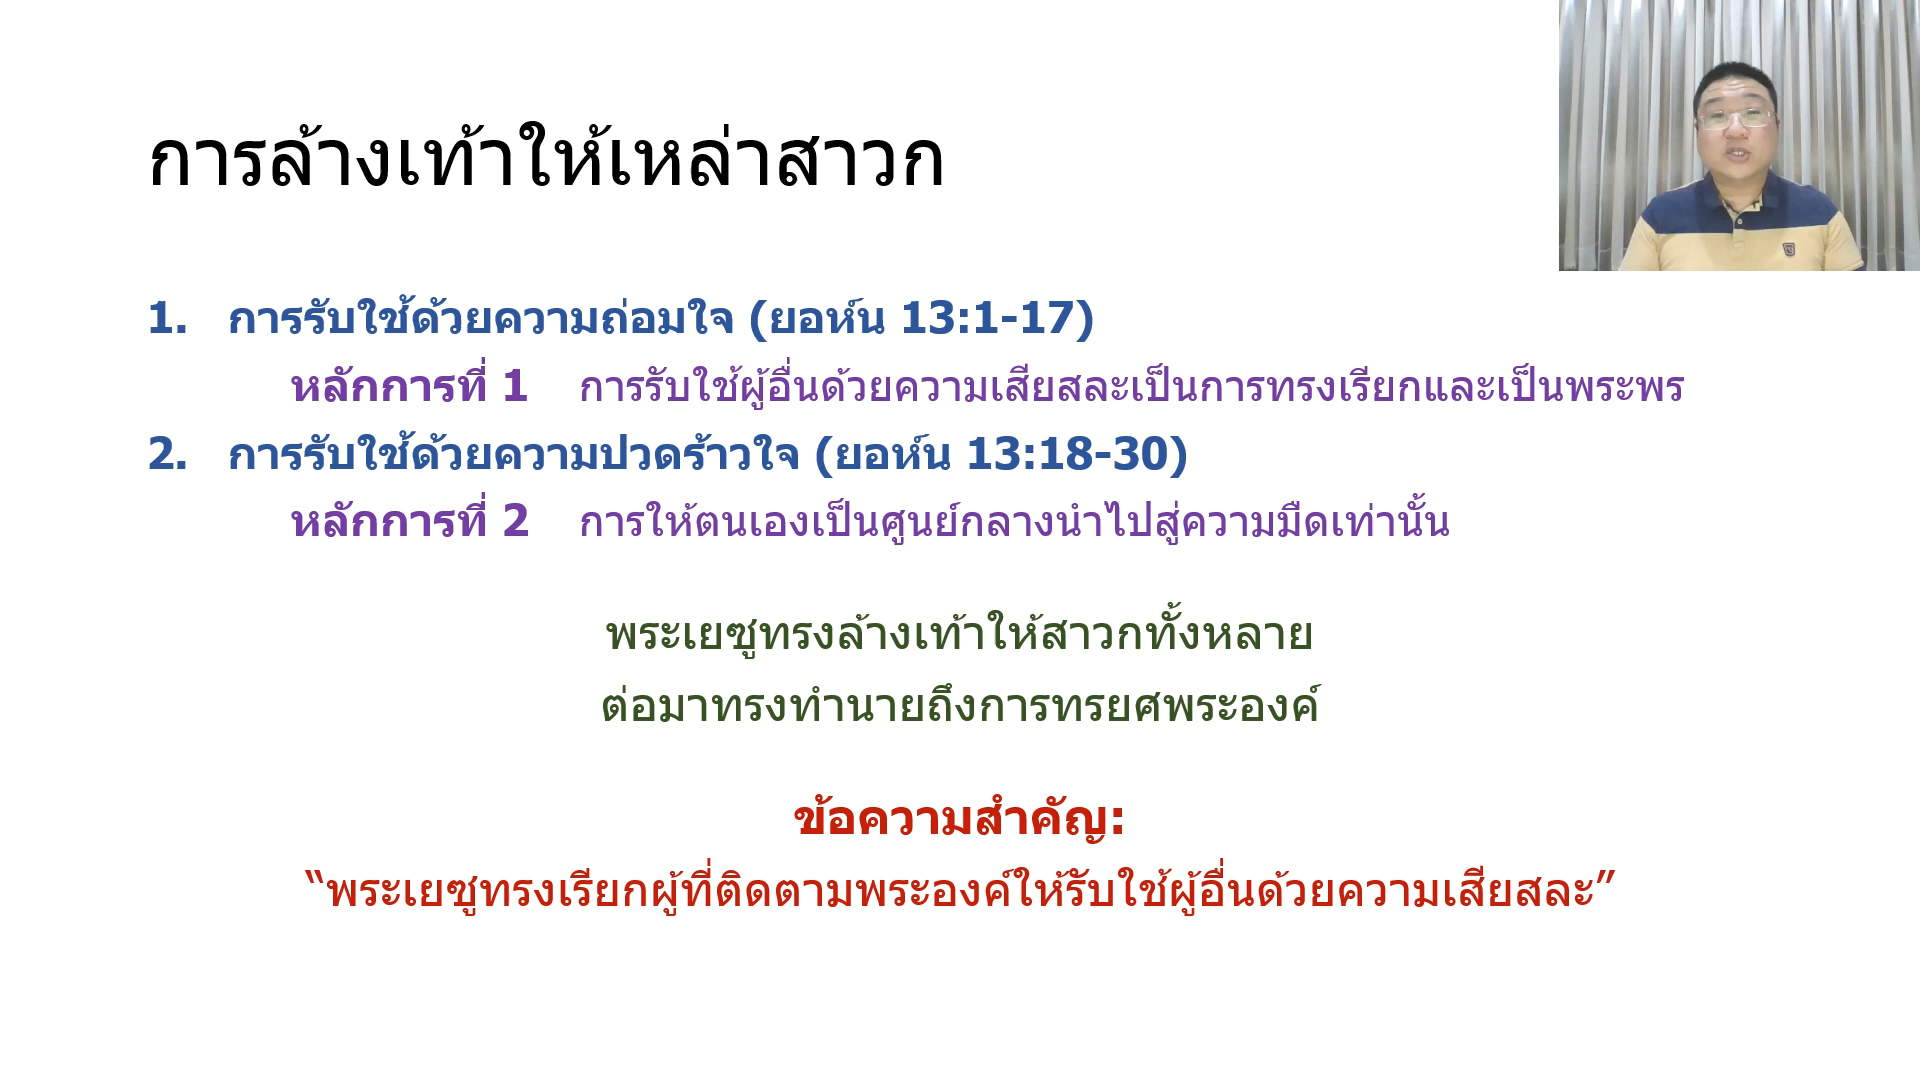 การล้างเท้าให้เหล่าสาวก
1. การรับใช้ด้วยความถ่อมใจ (ยอห์น 13:1-17)
หลักการที่ 1 การรับใช้ผู้อื่นด้วยความเสียสละเป็นการทรงเรียกและเป็นพระพร
2. การรับใช้ด้วยความปวดร้าวใจ (ยอห์น 13:18-30)
หลักการที่ 2 การให้ตนเองเป็นศูนย์กลางนำไปสู่ความมืดเท่านั้น
พระเยซูทรงล้างเท้าให้สาวกทั้งหลาย
ต่อมาทรงทำนายถึงการทรยศพระองค์
ข้อความสำคัญ:
“พระเยซูทรงเรียกผู้ที่ติดตามพระองค์ให้รับใช้ผู้อื่นด้วยความเสียสละ”